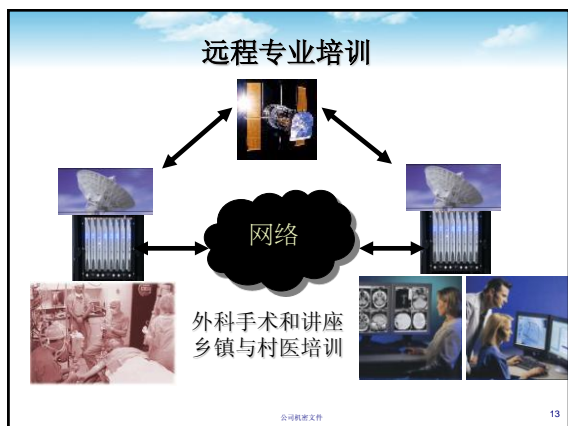 远程专业培训
网络
外科手术和讲座
乡镇与村医培训
公司机密文件
13